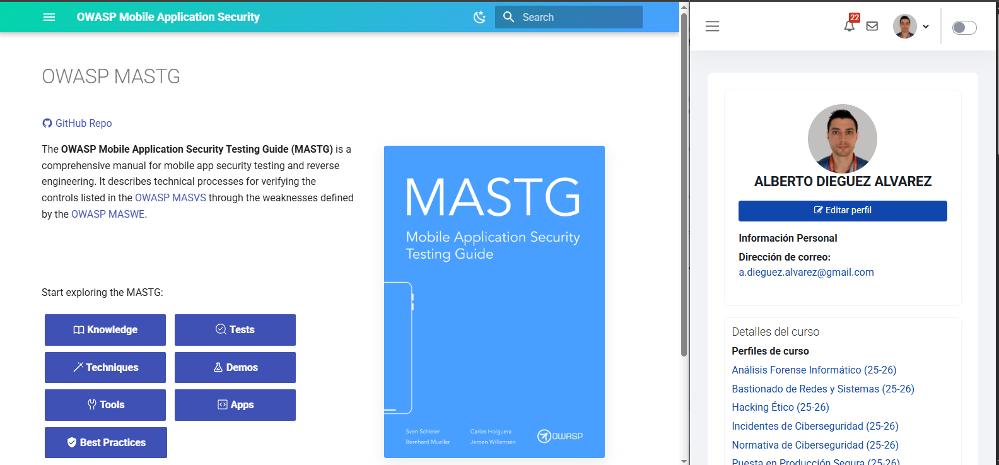 OWASP Mobile Application Security
Search
OWASP MASTG
GitHub Repo
The OWASP Mobile Application Security Testing Guide (MASTG) is a
comprehensive manual for mobile app security testing and reverse
engineering. It describes technical processes for verifying the
controls listed in the OWASP MASVS through the weaknesses defined
by the OWASP MASWE.
Start exploring the MASTG:
Knowledge
Tests
Techniques
Demos
Tools
Apps
Best Practices
MASTG
Mobile Application Security
Testing Guide
Sven Schleier
Carlos Holguera
Bernhard Mueller
Jeroen Willemsen
OWASP
22
ALBERTO DIEGUEZ ALVAREZ
Editar perfil
Información Personal
Dirección de correo:
a.dieguez.alvarez@gmail.com
Detalles del curso
Perfiles de curso
Análisis Forense Informático (25-26)
Bastionado de Redes y Sistemas (25-26)
Hacking Ético (25-26)
Incidentes de Ciberseguridad (25-26)
Normativa de Ciberseguridad (25-26)
Puesta en Producción Segura (25-26)